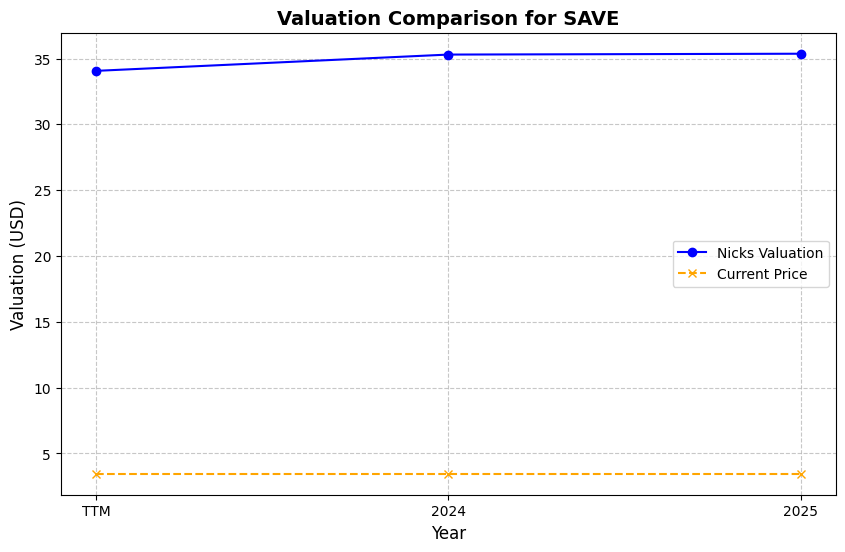 Valuation Comparison for SAVE
Valuation (USD)
35
30
25
20
15
10
5
Nicks Valuation
Current Price
TTM
2024
2025
Year